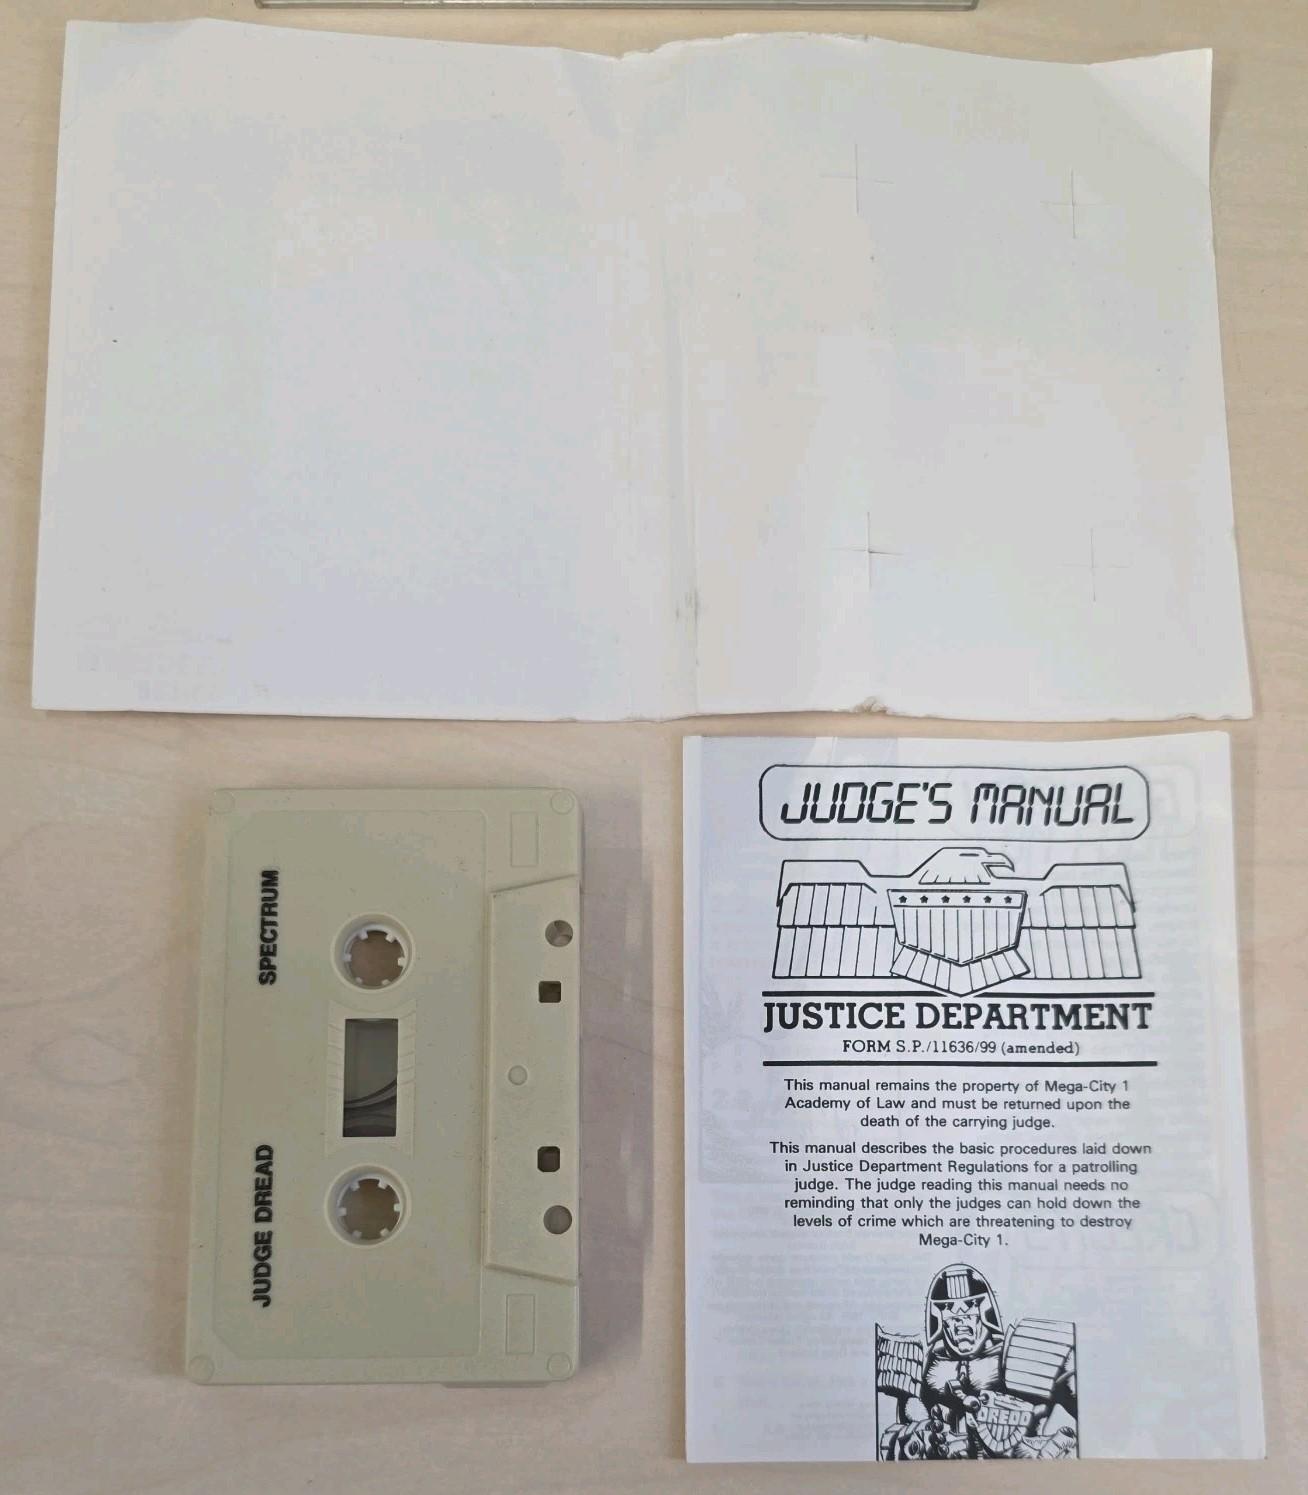 SPECTRUM
JUDGE DREAD
JUDGE'S MANUAL
JUSTICE DEPARTMENT
FORM S.P./11636/99 (amended)
This manual remains the property of Mega-City 1
Academy of Law and must be returned upon the
death of the carrying judge.
This manual describes the basic procedures laid down
in Justice Department Regulations for a patrolling
judge. The judge reading this manual needs no
reminding that only the judges can hold down the
levels of crime which are threatening to destroy
Mega-City 1.
DREDD